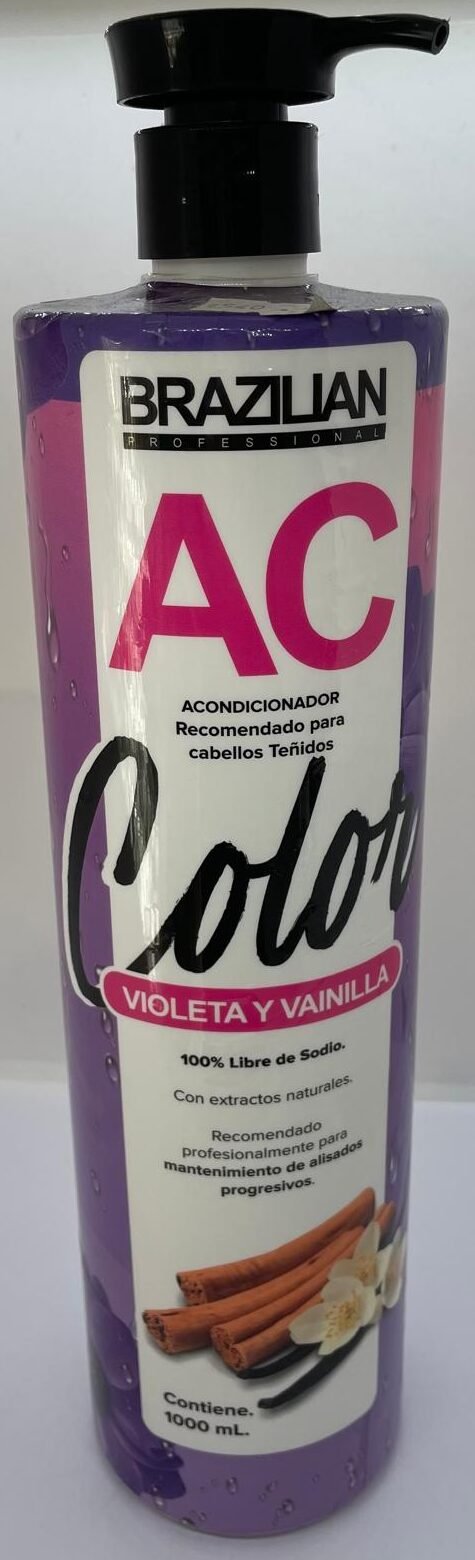 BRAZILIAN
PROFESSIONAL
AC
ACONDICIONADOR
Recomendado para
cabellos Teñidos
Color
VIOLETA Y VAINILLA
100% Libre de Sodio.
Con extractos naturales.
Recomendado
profesionalmente para
mantenimiento de alisados
progresivos.
Contiene.
1000 mL.